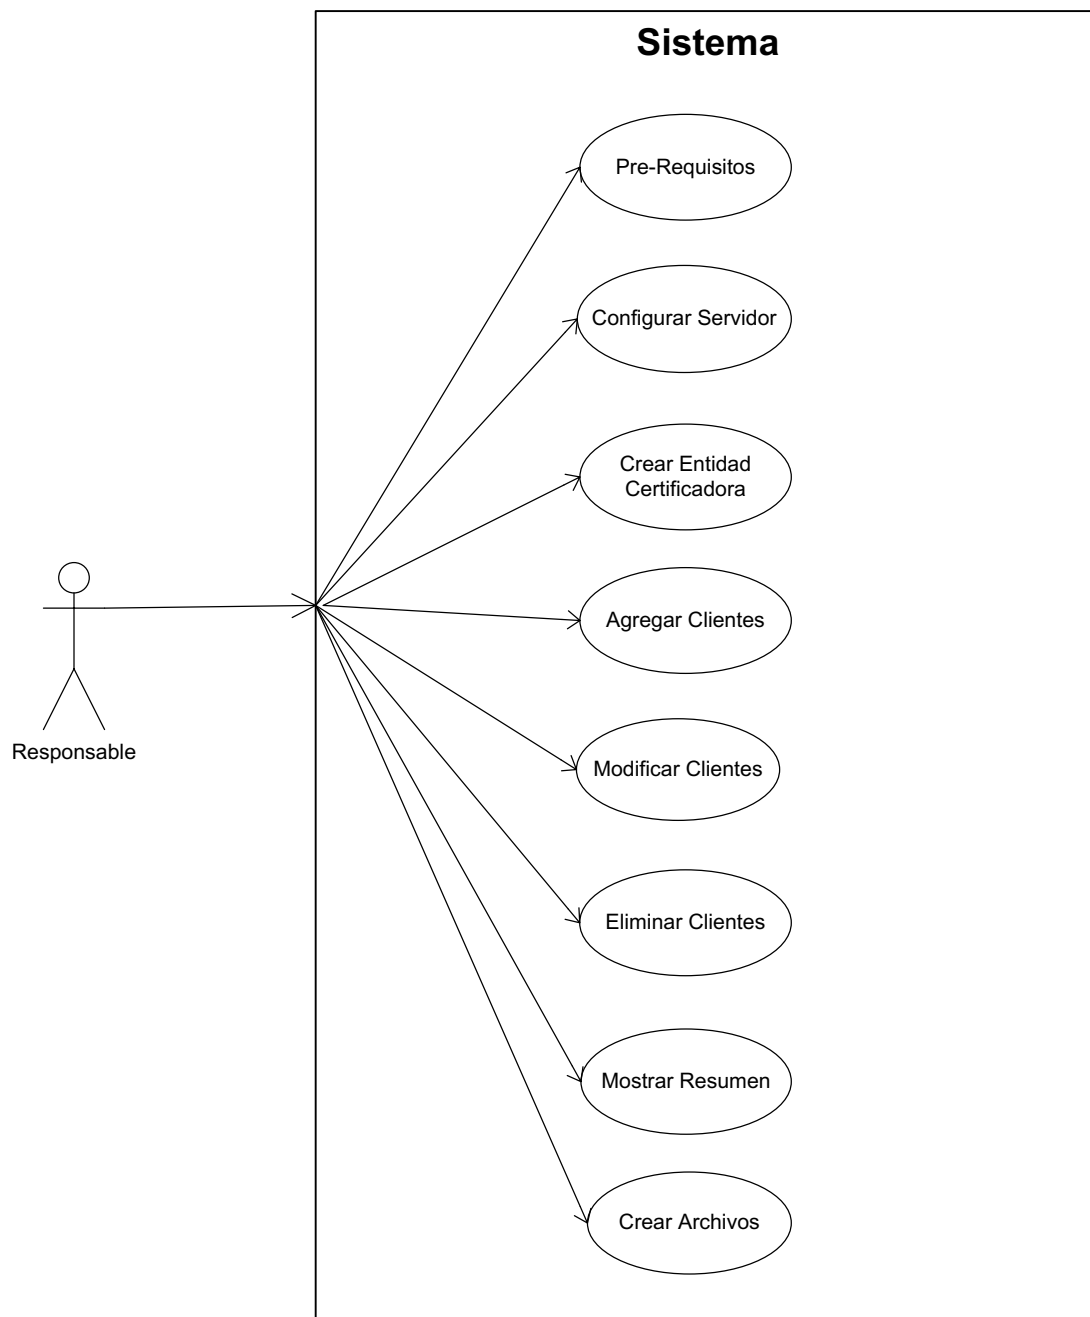 Sistema
Pre-Requisitos
Configurar Servidor
Crear Entidad
Certificadora
Agregar Clientes
Modificar Clientes
Responsable
Eliminar Clientes
Mostrar Resumen
Crear Archivos